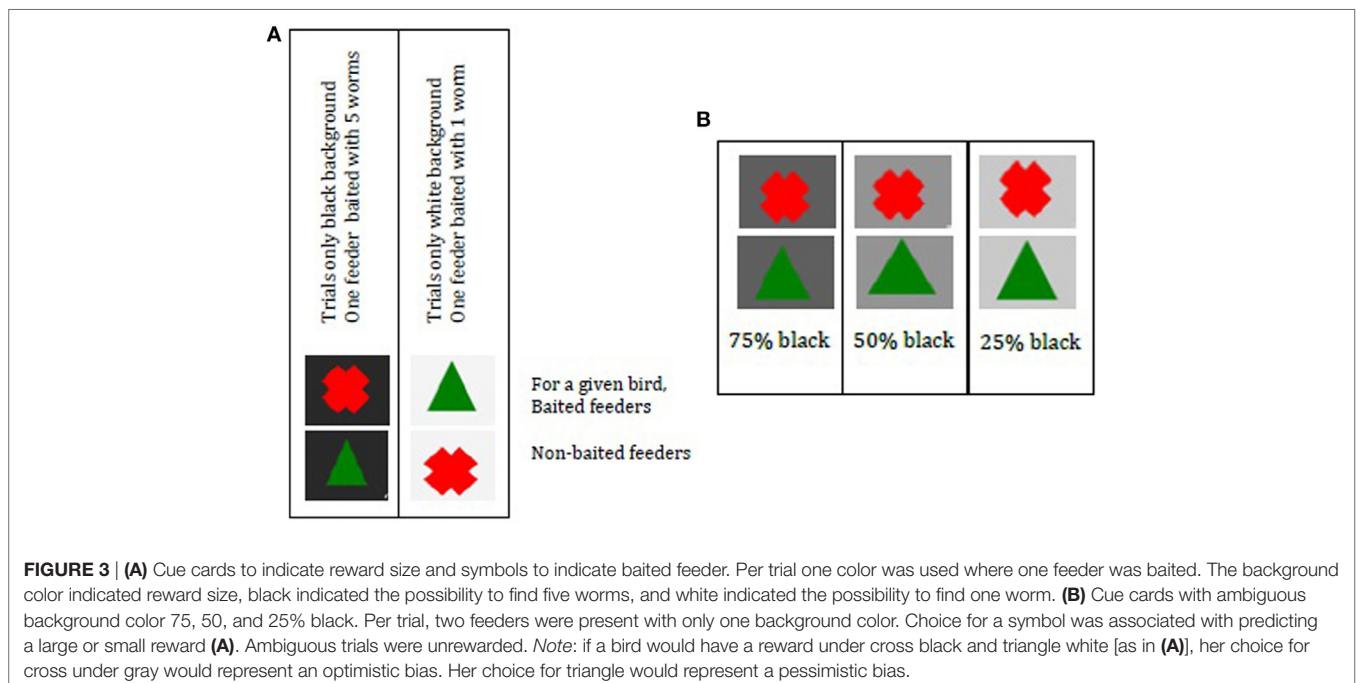 A
Trials only black background
One feeder baited with 5 worms
Trials only white background
One feeder baited with 1 worm
For a given bird,
Baited feeders
Non-baited feeders
B
75% black
50% black
25% black
FIGURE 3 | (A) Cue cards to indicate reward size and symbols to indicate baited feeder. Per trial one color was used where one feeder was baited. The background
color indicated reward size, black indicated the possibility to find five worms, and white indicated the possibility to find one worm. (B) Cue cards with ambiguous
background color 75, 50, and 25% black. Per trial, two feeders were present with only one background color. Choice for a symbol was associated with predicting
a large or small reward (A). Ambiguous trials were unrewarded. Note: if a bird would have a reward under cross black and triangle white [as in (A)], her choice for
cross under gray would represent an optimistic bias. Her choice for triangle would represent a pessimistic bias.